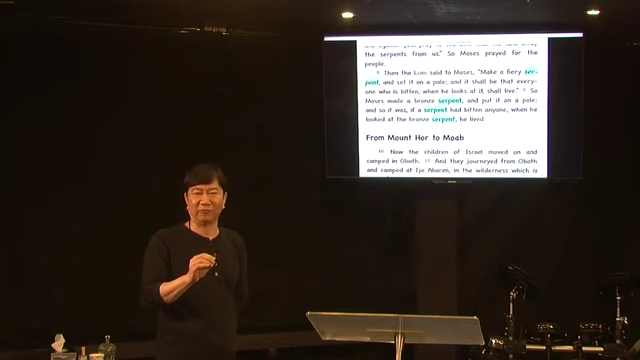 the serpents from us." So Moses prayed for the
people.
8 Then the LORD said to Moses, "Make a fiery ser-
pent, and set it on a pole; and it shall be that every-
one who is bitten, when he looks at it, shall live." 9 So
Moses made a bronze serpent, and put it on a pole;
and so it was, if a serpent had bitten anyone, when he
looked at the bronze serpent, he lived.
From Mount Hor to Moab
10 Now the children of Israel moved on and
camped in Oboth. 11 And they journeyed from Oboth
and camped at Ije Abarim, in the wilderness which is